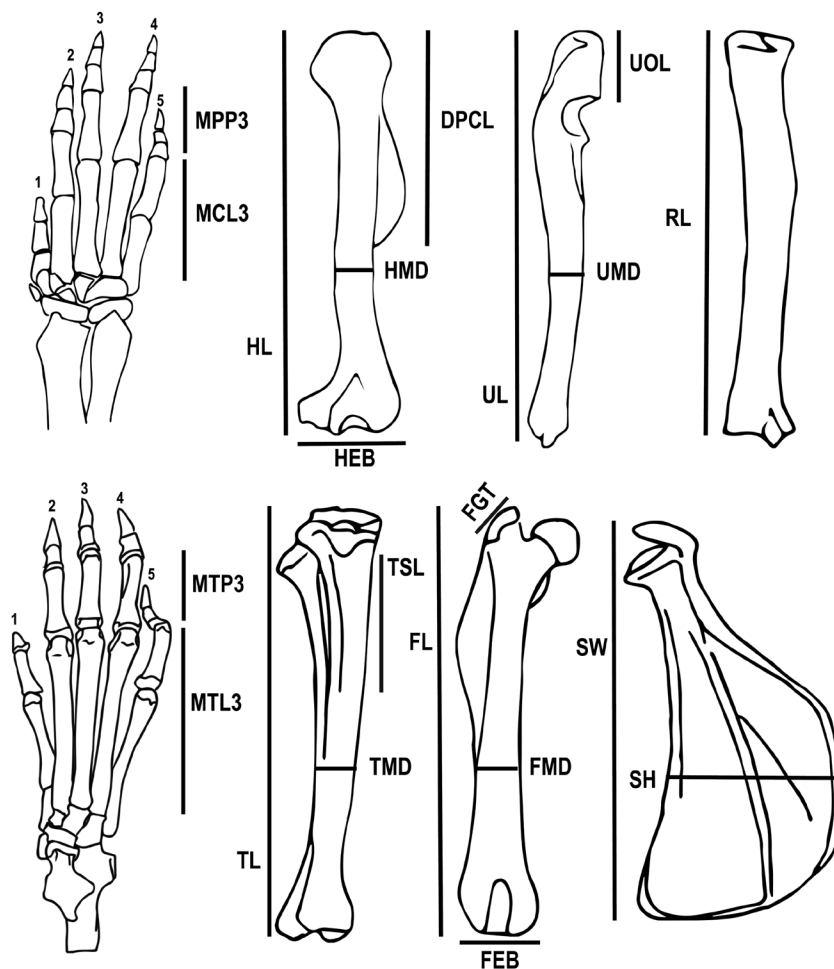 3
4
2
5
1
MPP3
MCL3
DPCL
HMD
HL
HEB
UOL
UMD
UL
RL
3
4
2
5
1
MTP3
MTL3
TSL
TMD
TL
FGT
FL
FMD
FEB
SW
SH